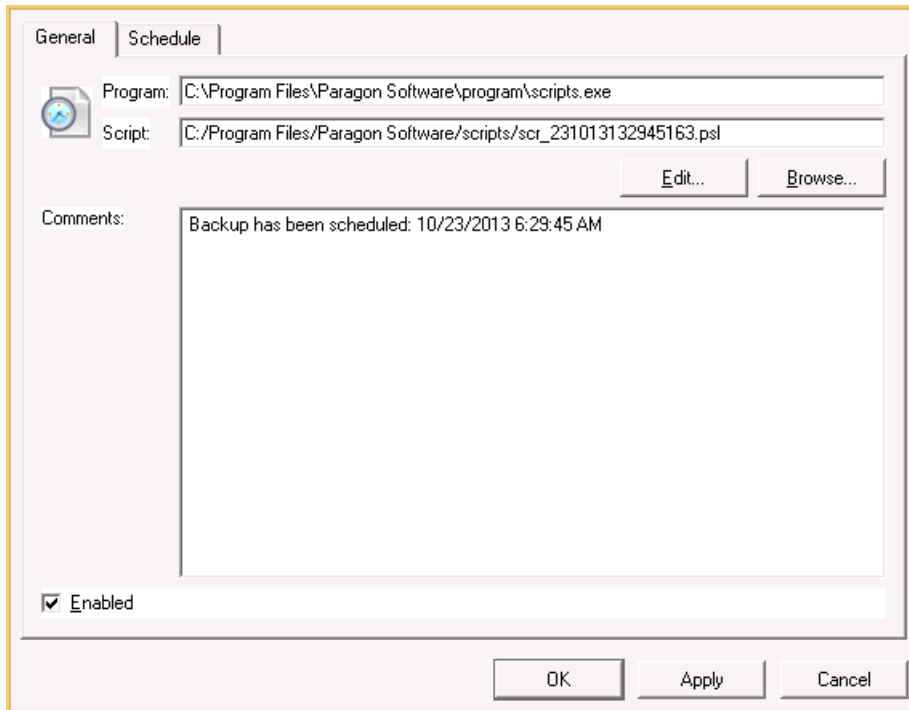 General Schedule
Program: C:\Program Files\Paragon Software\program\scripts.exe
Script: C:/Program Files/Paragon Software/scripts/scr_231013132945163.psl
Edit... Browse...
Comments: Backup has been scheduled: 10/23/2013 6:29:45 AM
Enabled
OK Apply Cancel